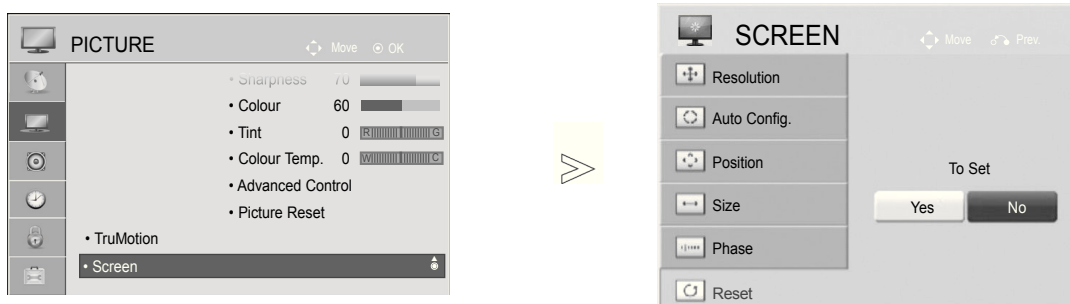 PICTURE
Move
OK
• Sharpness 70
• Colour 60
• Tint 0 R G
• Colour Temp. 0 W C
• Advanced Control
• Picture Reset
• TruMotion
• Screen
SCREEN
Move
Prev.
Resolution
Auto Config.
Position
Size
Phase
Reset
To Set
Yes
No